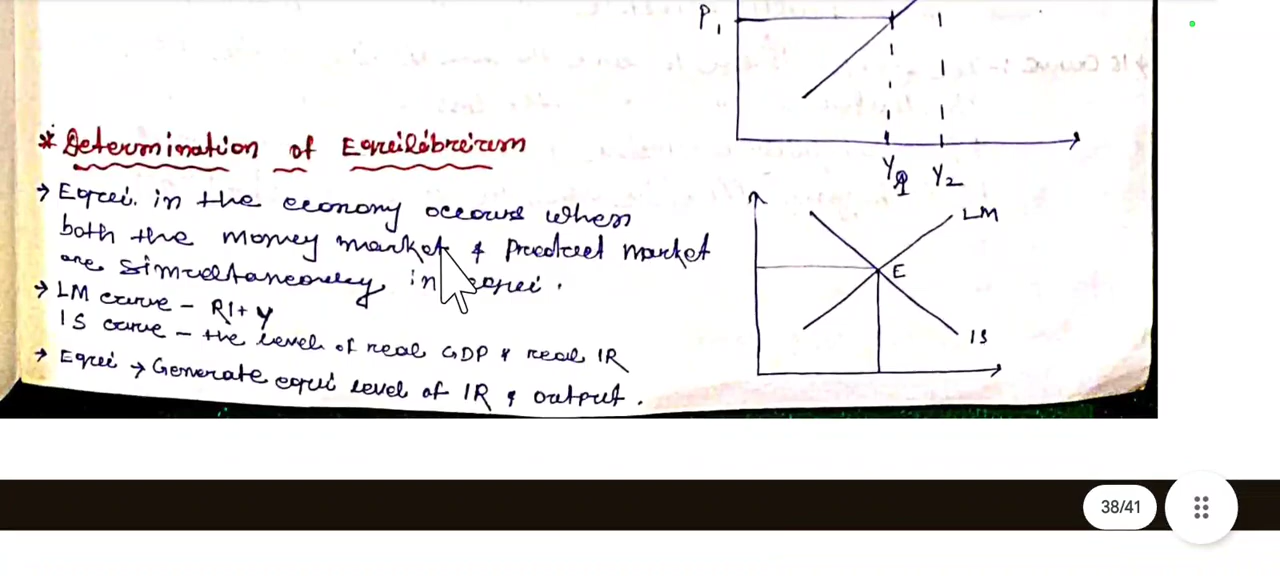 P1
Y1 Y2
* Determination of Equilibrium
→ Equi. in the economy occurs when
both the money market & Product market
are simultaneously in equi.
→ LM curve - RI + Y
IS curve - the level of real GDP & real IR
→ Equi → Generate equi level of IR & output.
LM
E
IS
38/41